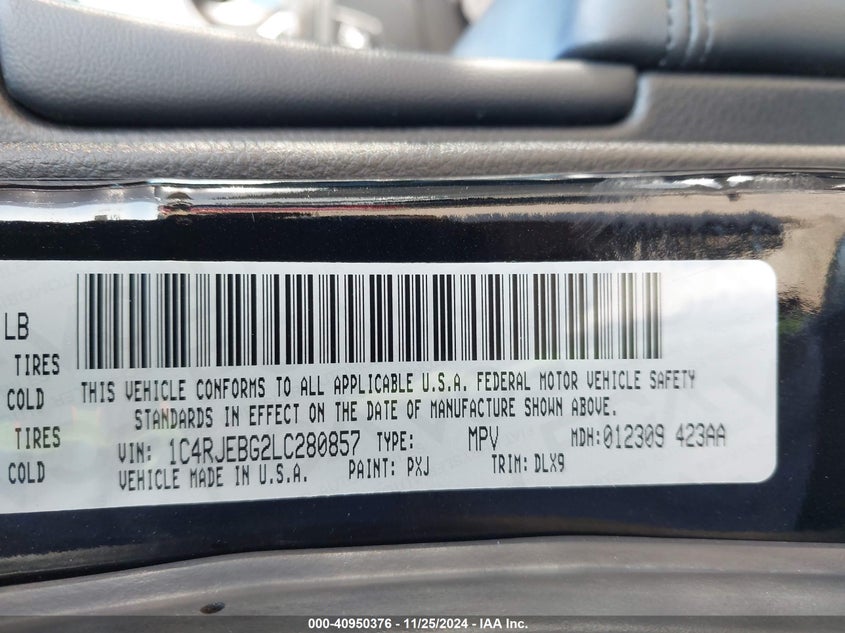 LB
TIRES
COLD
TIRES
COLD
THIS VEHICLE CONFORMS TO ALL APPLICABLE U.S.A. FEDERAL MOTOR VEHICLE SAFETY
STANDARDS IN EFFECT ON THE DATE OF MANUFACTURE SHOWN ABOVE.
VIN: 1C4RJEBG2LC280857 TYPE: MPV MDH:012309 423AA
VEHICLE MADE IN U.S.A. PAINT: PXJ TRIM: DLX9
000-40950376 - 11/25/2024 - IAA Inc.